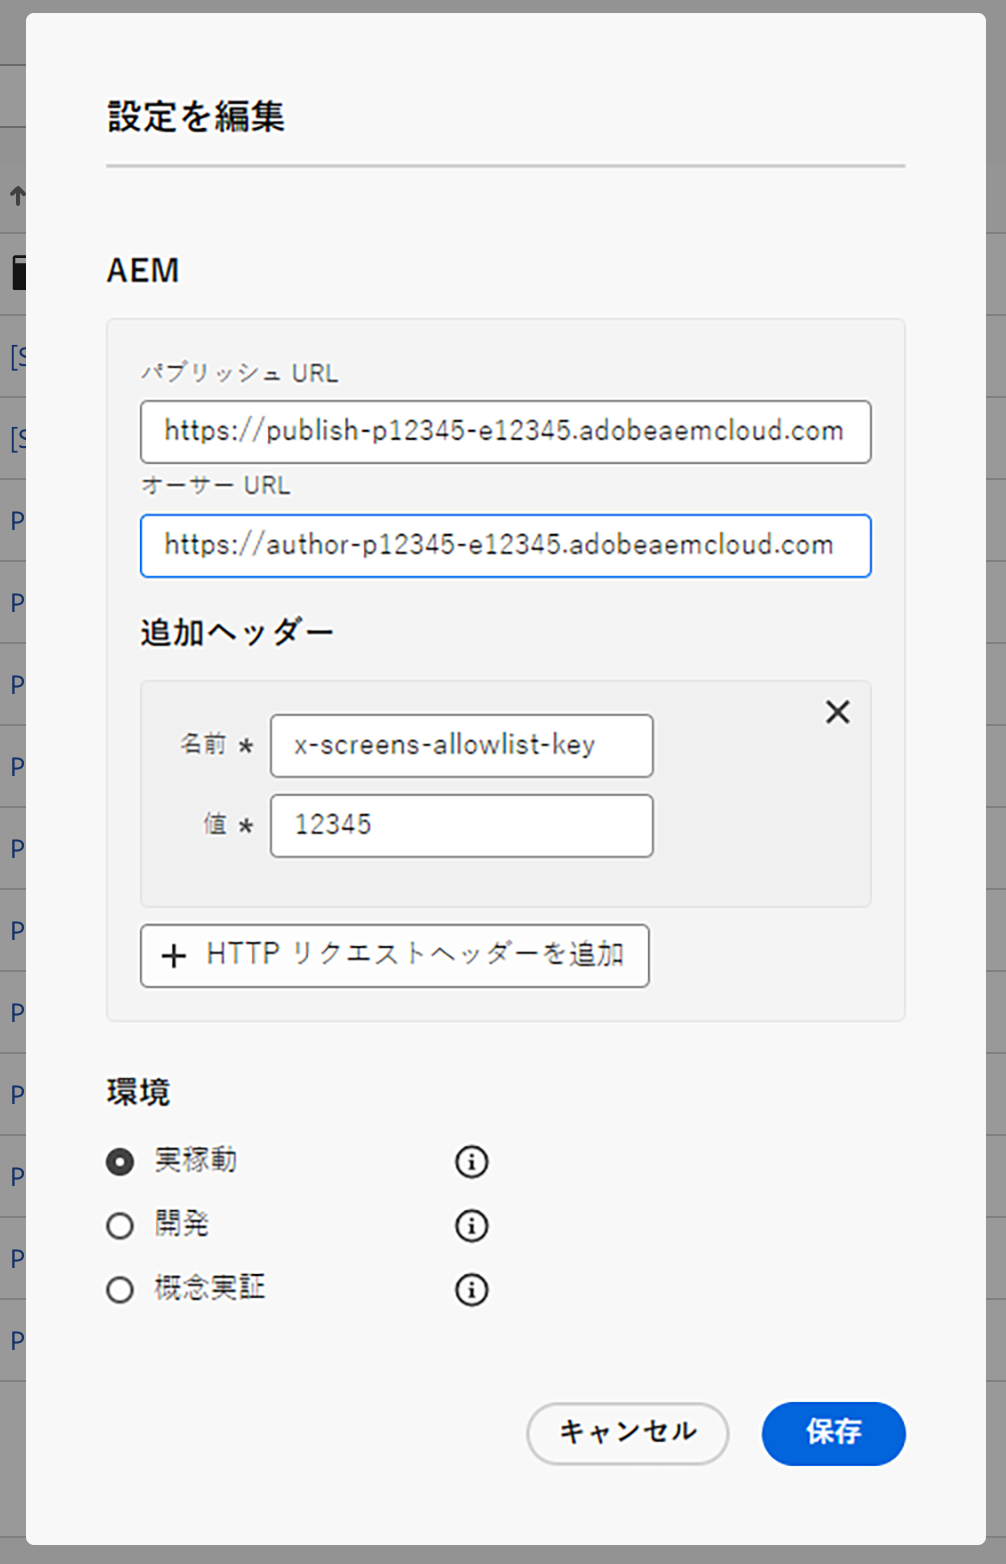 設定を編集
AEM
パブリッシュ URL
https://publish-p12345-e12345.adobeaemcloud.com
オーサー URL
https://author-p12345-e12345.adobeaemcloud.com
追加ヘッダー
名前 *
x-screens-allowlist-key
値 *
12345
+ HTTP リクエストヘッダーを追加
環境
実稼動
開発
概念実証
キャンセル
保存